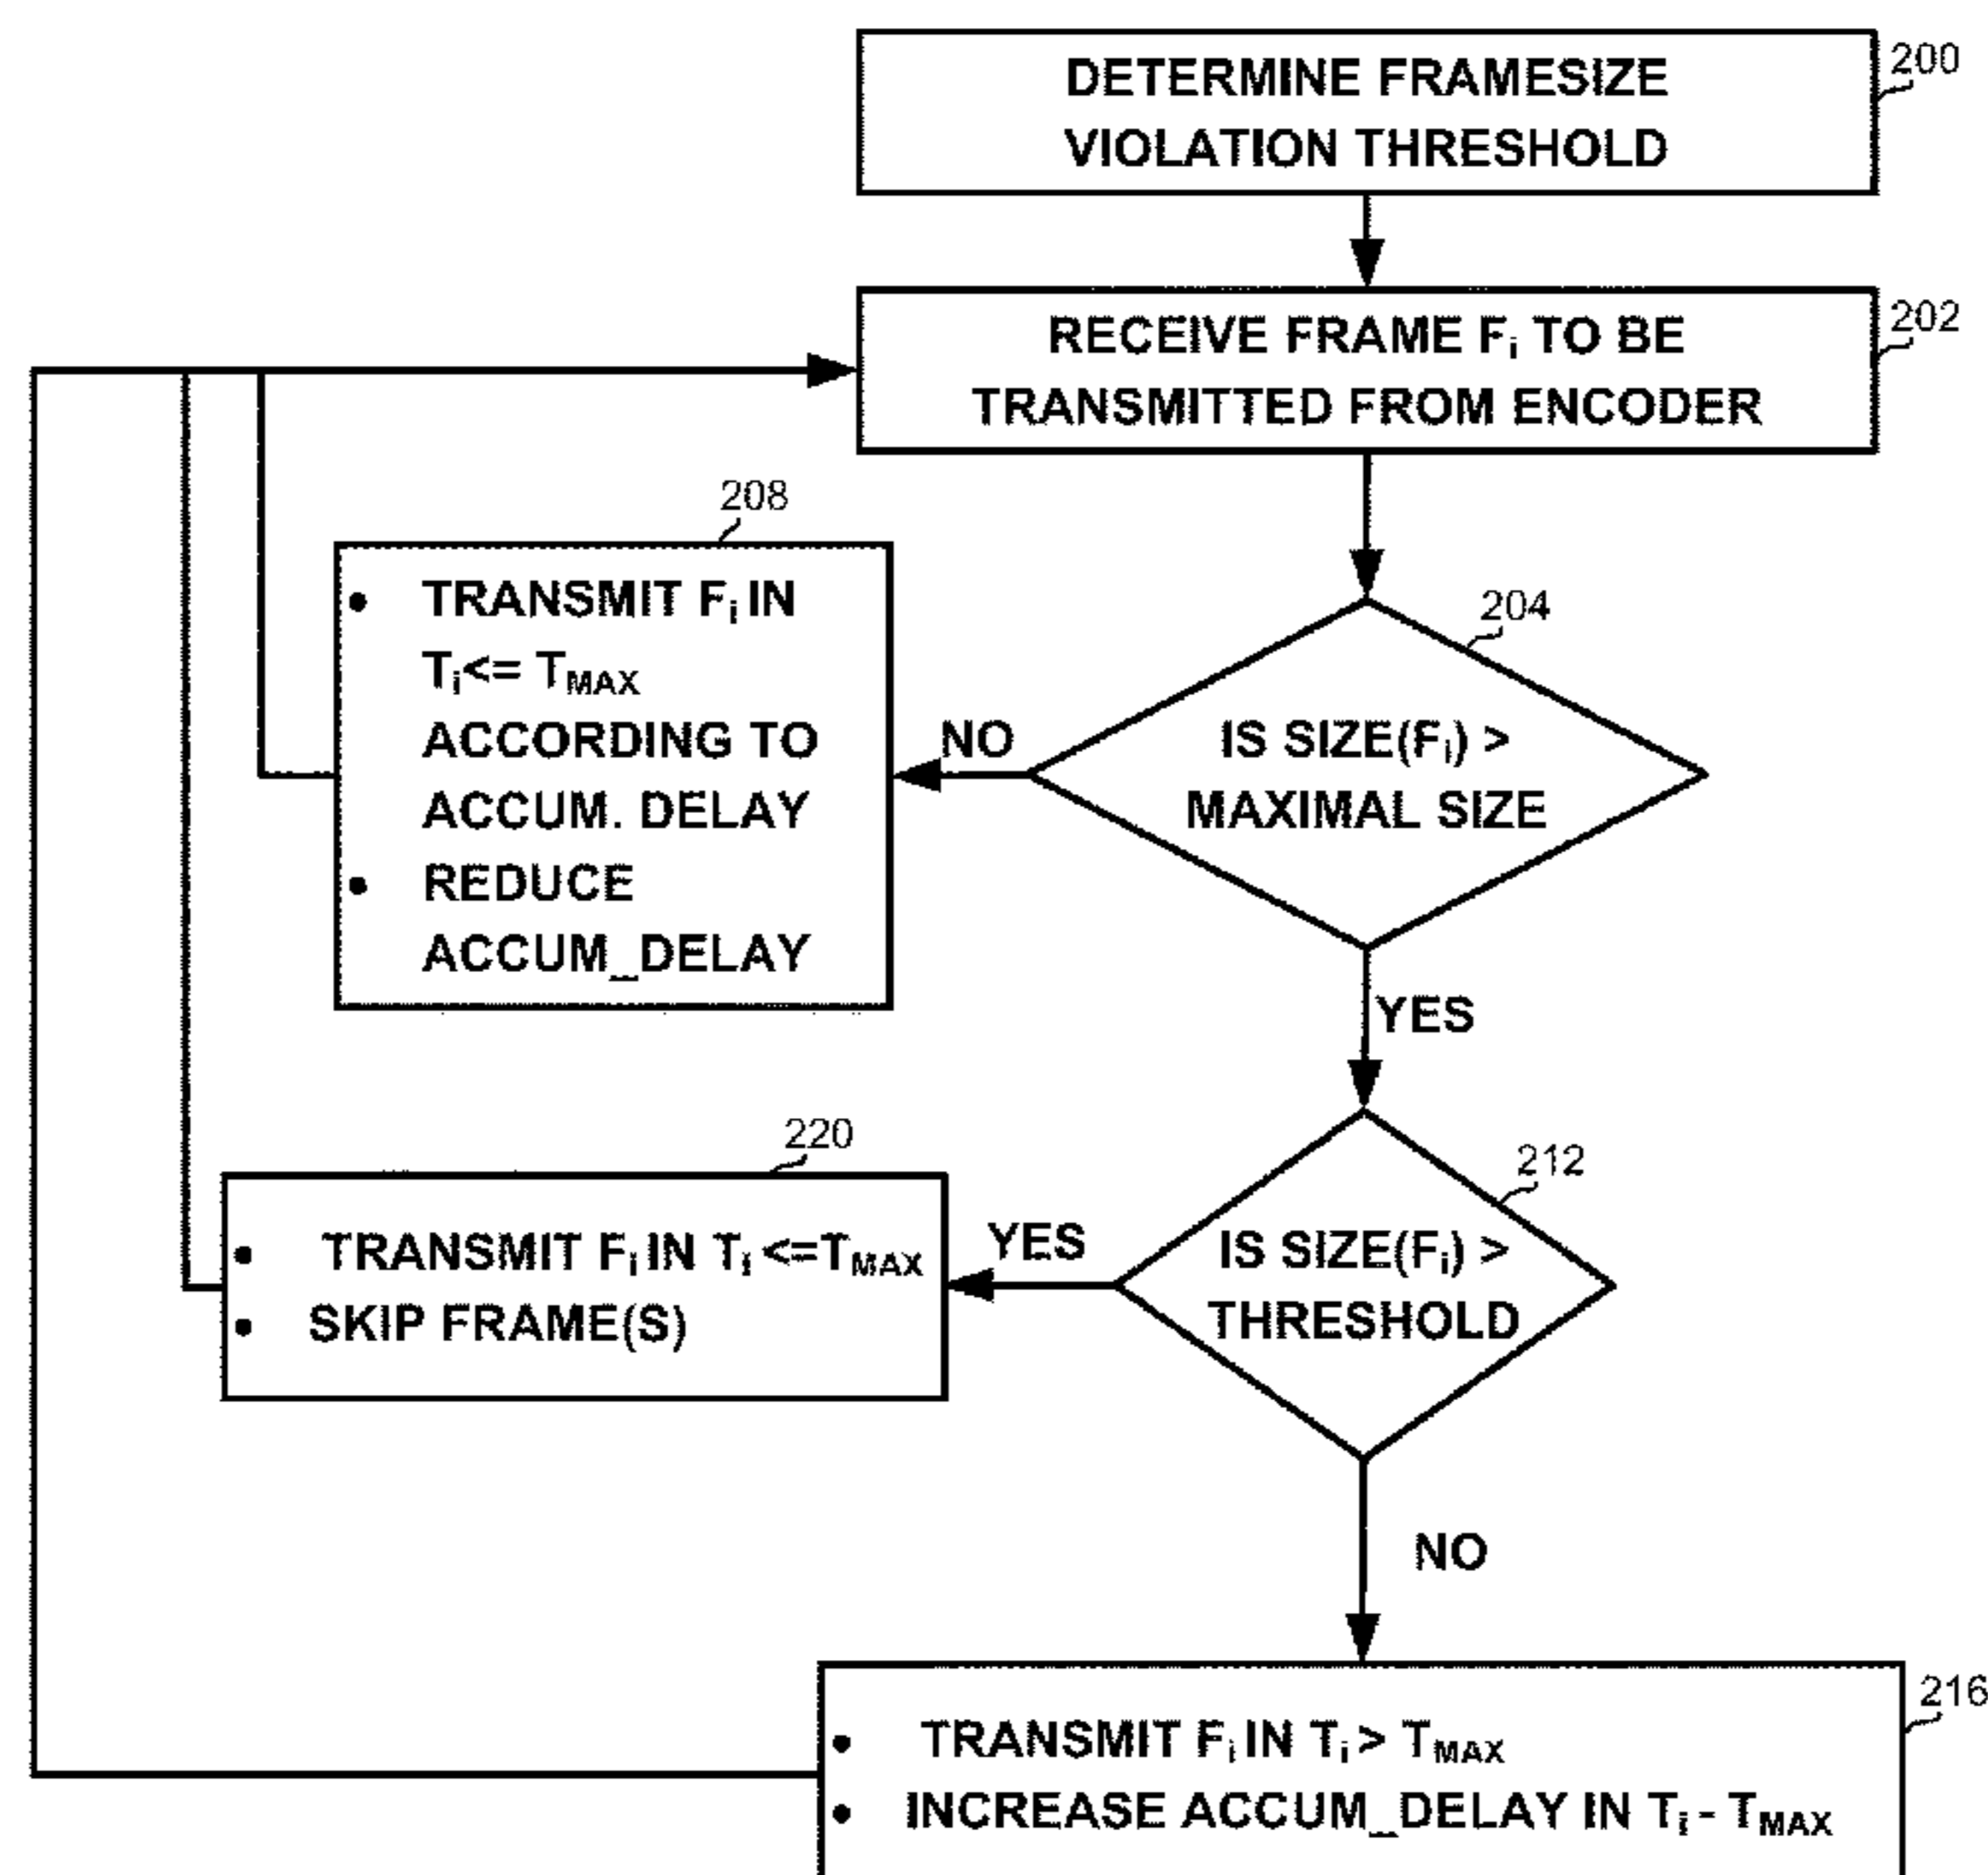 DETERMINE FRAMESIZE
VIOLATION THRESHOLD
200
RECEIVE FRAME Fi TO BE
TRANSMITTED FROM ENCODER
202
208
• TRANSMIT Fi IN
Ti<= TMAX
ACCORDING TO
ACCUM. DELAY
• REDUCE
ACCUM_DELAY
NO
204
IS SIZE(Fi) >
MAXIMAL SIZE
YES
220
• TRANSMIT Fi IN Ti <=TMAX
• SKIP FRAME(S)
YES
212
IS SIZE(Fi) >
THRESHOLD
NO
216
• TRANSMIT Fi IN Ti > TMAX
• INCREASE ACCUM_DELAY IN Ti - TMAX